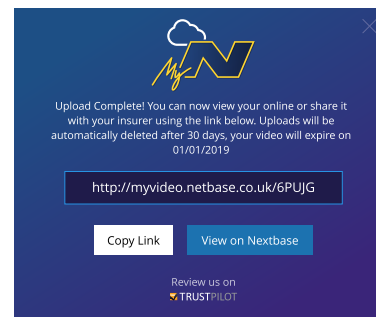 My N
Upload Complete! You can now view your online or share it
with your insurer using the link below. Uploads will be
automatically deleted after 30 days, your video will expire on
01/01/2019
http://myvideo.netbase.co.uk/6PUJG
Copy Link View on Nextbase
Review us on
TRUSTPILOT